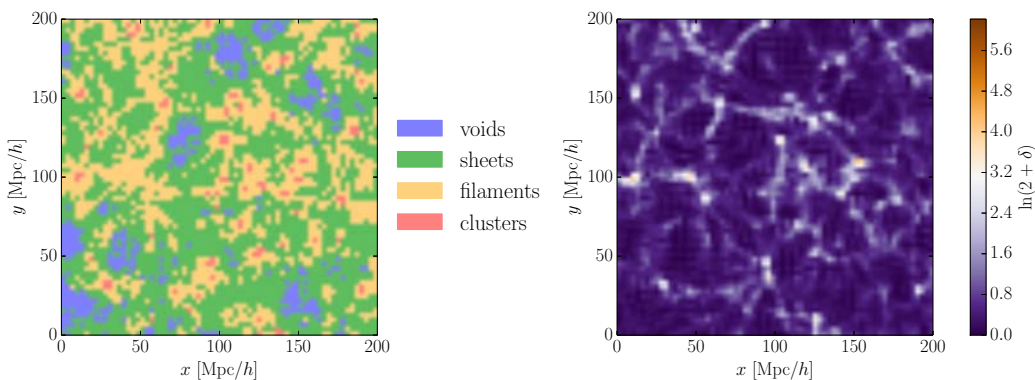 200
150
100
50
0
y [Mpc/h]
0 50 100 150 200
x [Mpc/h]
voids
sheets
filaments
clusters
200
150
100
50
0
y [Mpc/h]
0 50 100 150 200
x [Mpc/h]
5.6
4.8
4.0
3.2
2.4
1.6
0.8
0.0
ln(2 + δ)